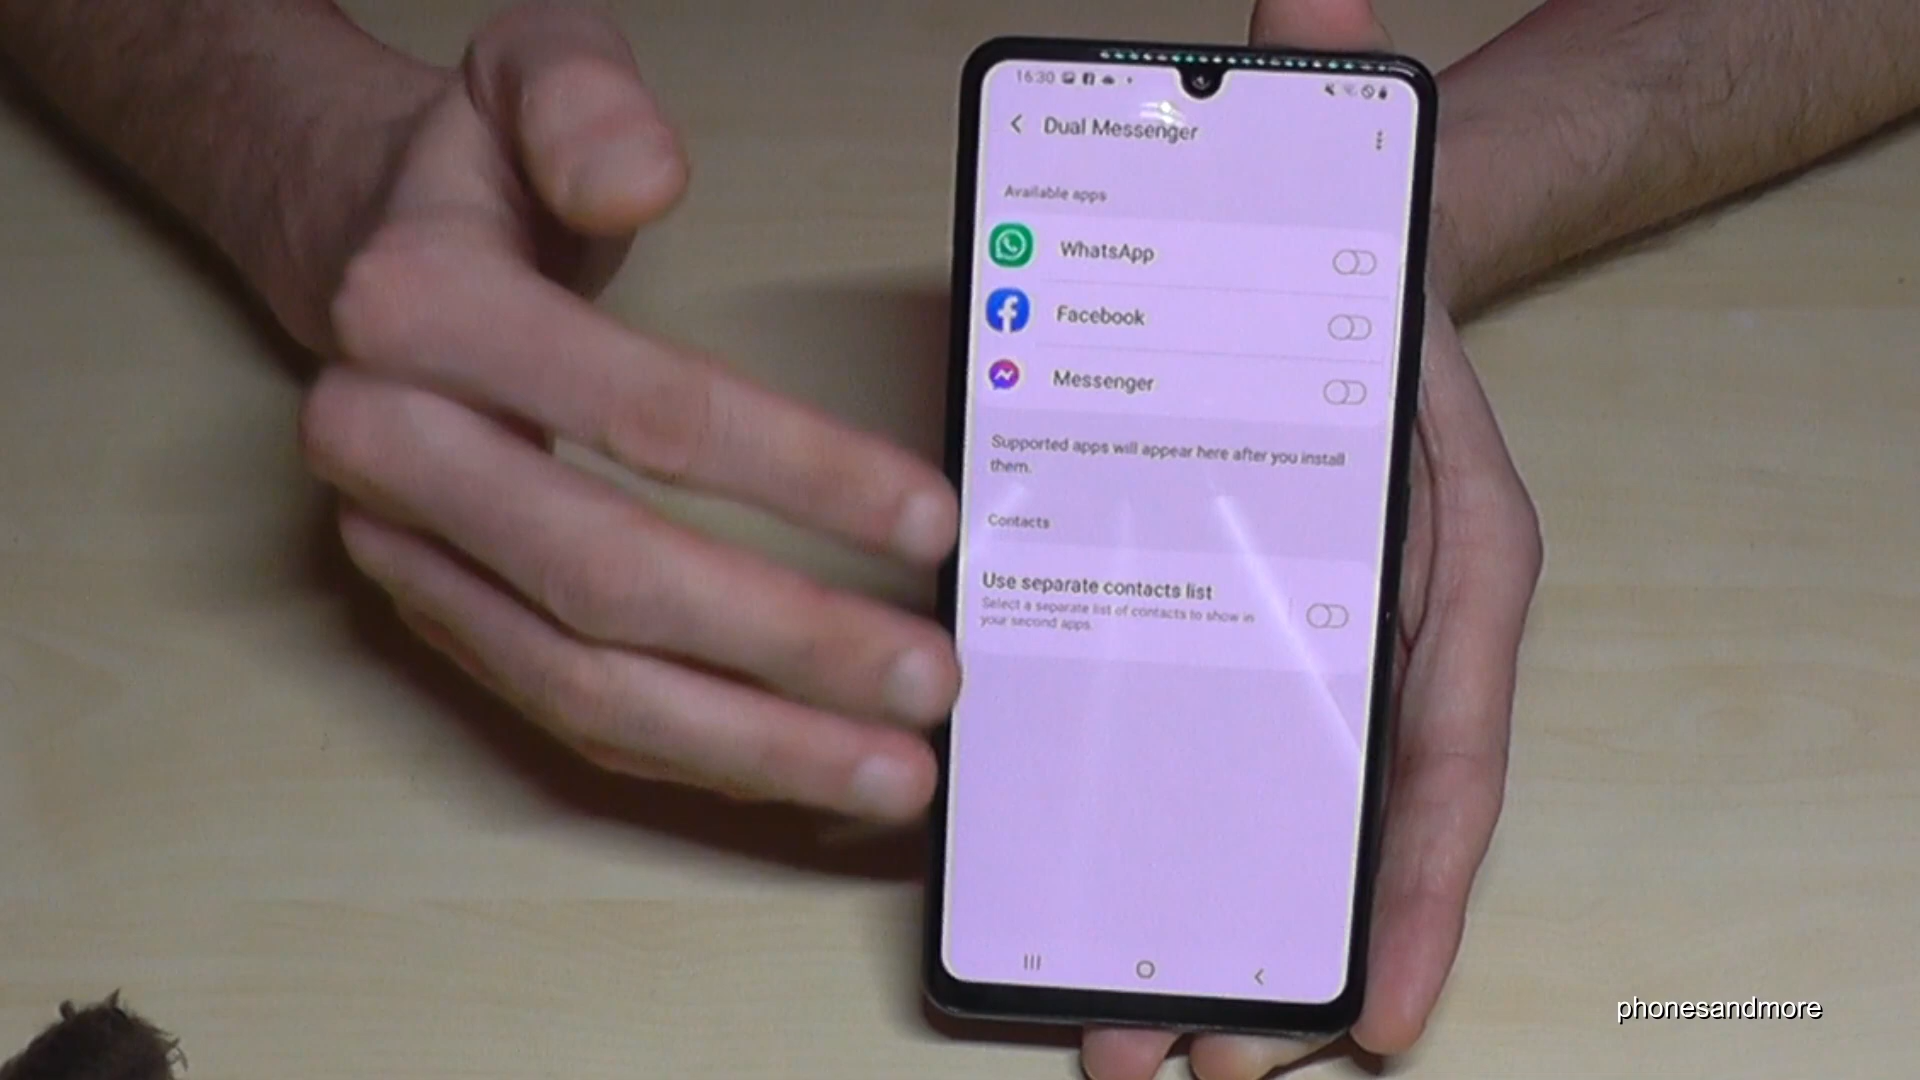 16:30
Dual Messenger
Available apps
WhatsApp
Facebook
Messenger
Supported apps will appear here after you install
them.
Contacts
Use separate contacts list
Select a separate list of contacts to show in
your second apps.
phonesandmore